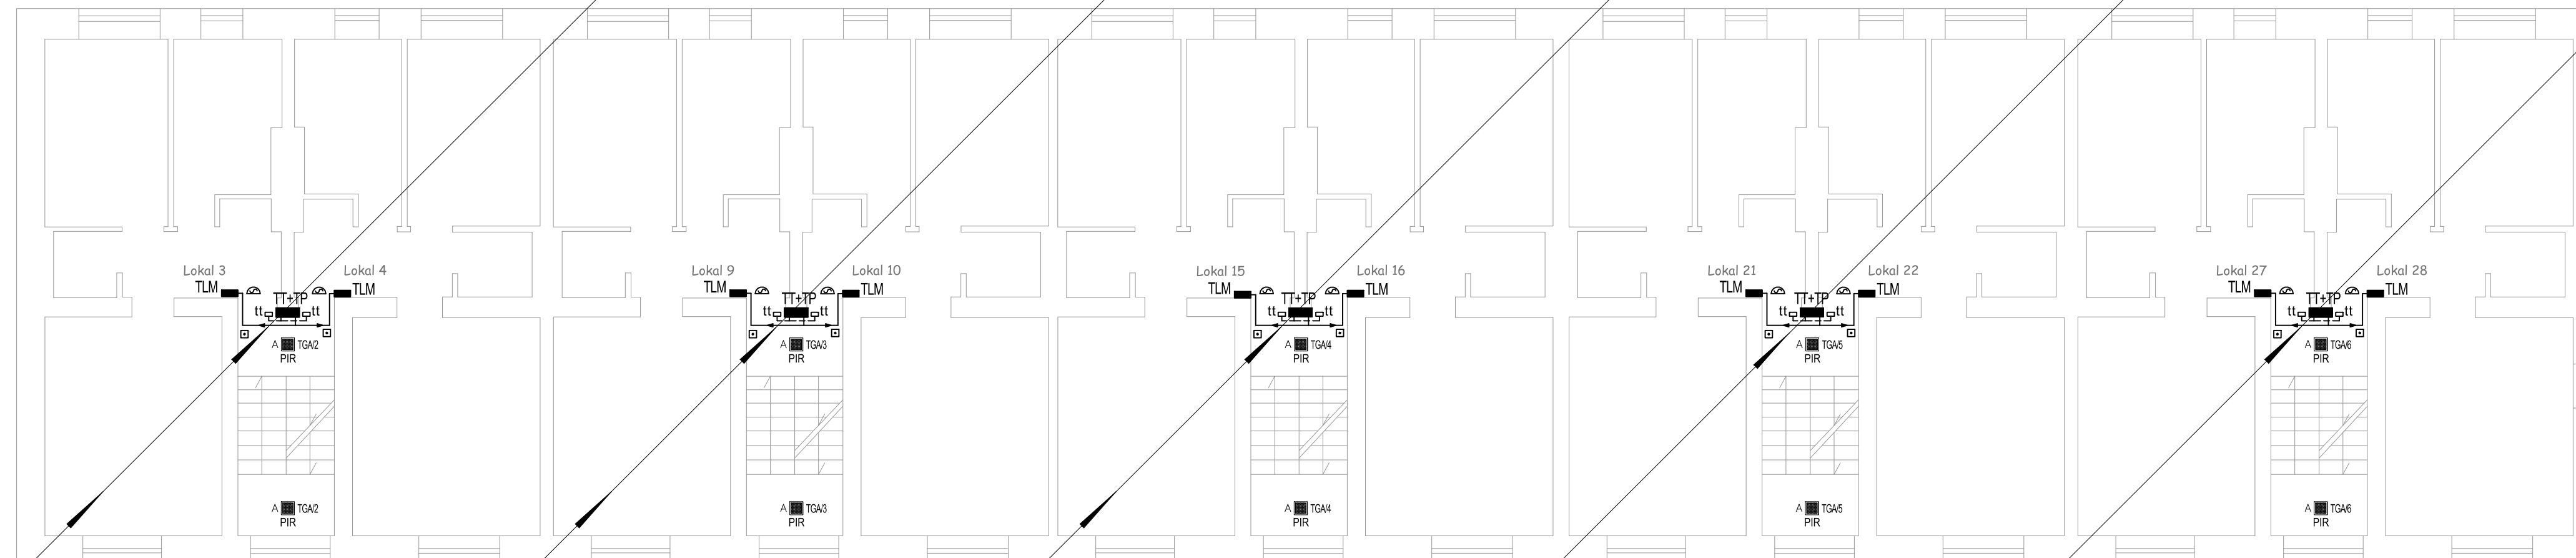 Lokal 3 Lokal 4 Lokal 9 Lokal 10 Lokal 15 Lokal 16 Lokal 21 Lokal 22 Lokal 27 Lokal 28
TLM TLM TLM TLM TLM TLM TLM TLM TLM TLM
TT+TP TT+TP TT+TP TT+TP TT+TP
tt tt tt tt tt tt tt tt tt tt
A TGA/2 A TGA/3 A TGA/4 A TGA/5 A TGA/6
PIR PIR PIR PIR PIR
A TGA/2 A TGA/3 A TGA/4 A TGA/5 A TGA/6
PIR PIR PIR PIR PIR